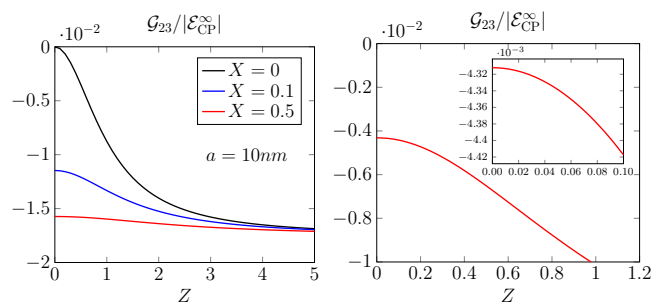 𝒢₂₃/|ℰ^∞_CP|
·10⁻²
0
−0.5
−1
−1.5
−2
0 1 2 3 4 5
Z
X = 0
X = 0.1
X = 0.5
a = 10nm
𝒢₂₃/|ℰ^∞_CP|
·10⁻²
0
−0.2
−0.4
−0.6
−0.8
−1
0 0.2 0.4 0.6 0.8 1 1.2
Z
·10⁻³
−4.32
−4.34
−4.36
−4.38
−4.40
−4.42
0.00 0.02 0.04 0.06 0.08 0.10